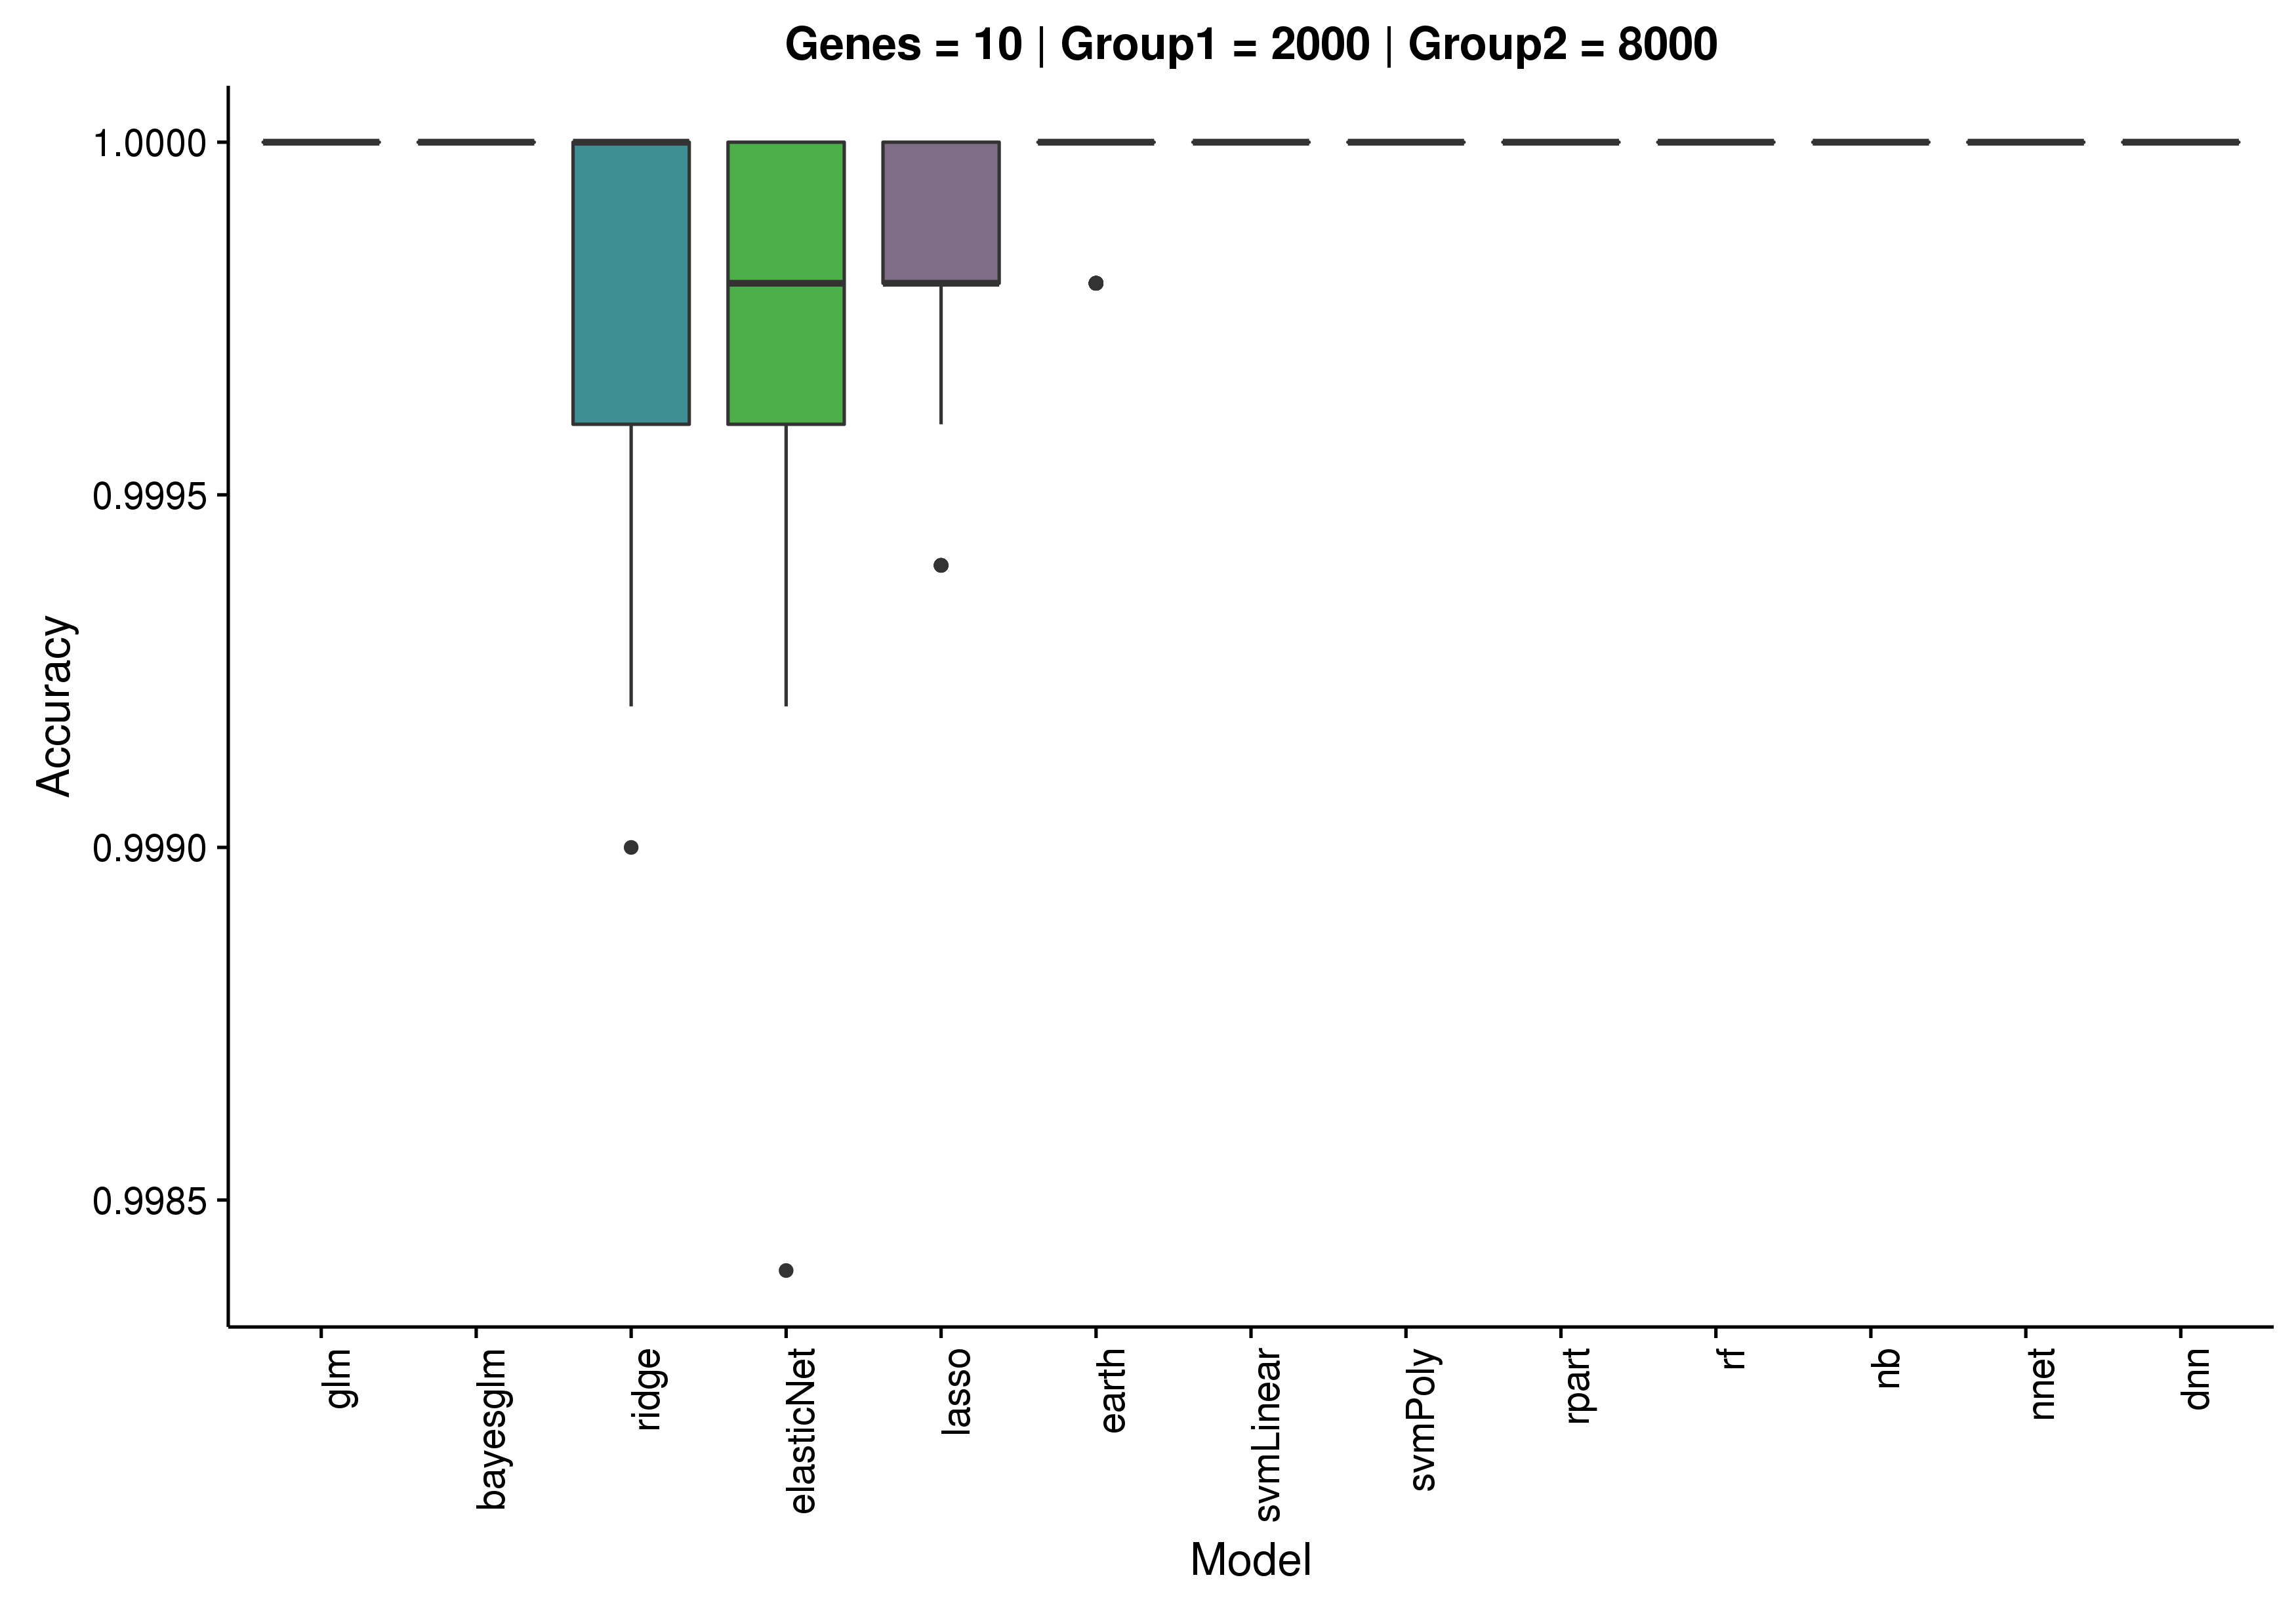 Genes = 10 | Group1 = 2000 | Group2 = 8000
Accuracy
1.0000
0.9995
0.9990
0.9985
glm
bayesglm
ridge
elasticNet
lasso
earth
svmLinear
svmPoly
rpart
rf
nb
nnet
dnn
Model